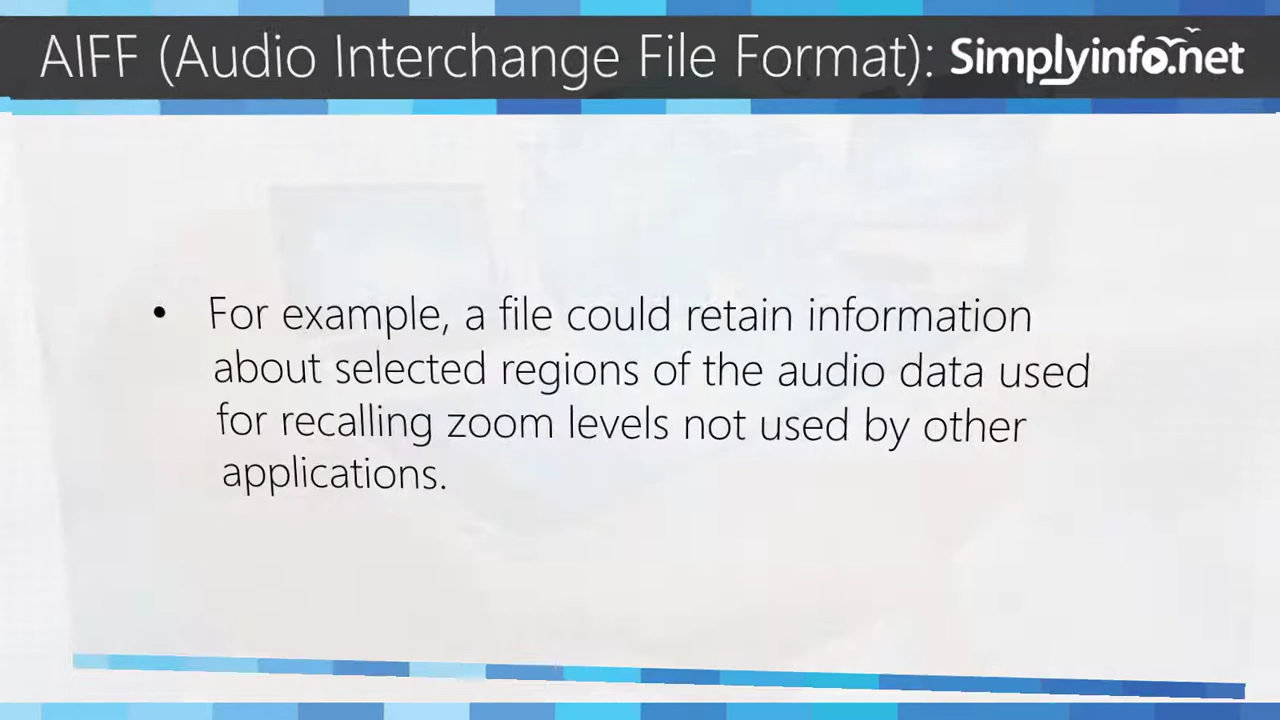 AIFF (Audio Interchange File Format): Simplyinfo.net
• For example, a file could retain information
about selected regions of the audio data used
for recalling zoom levels not used by other
applications.